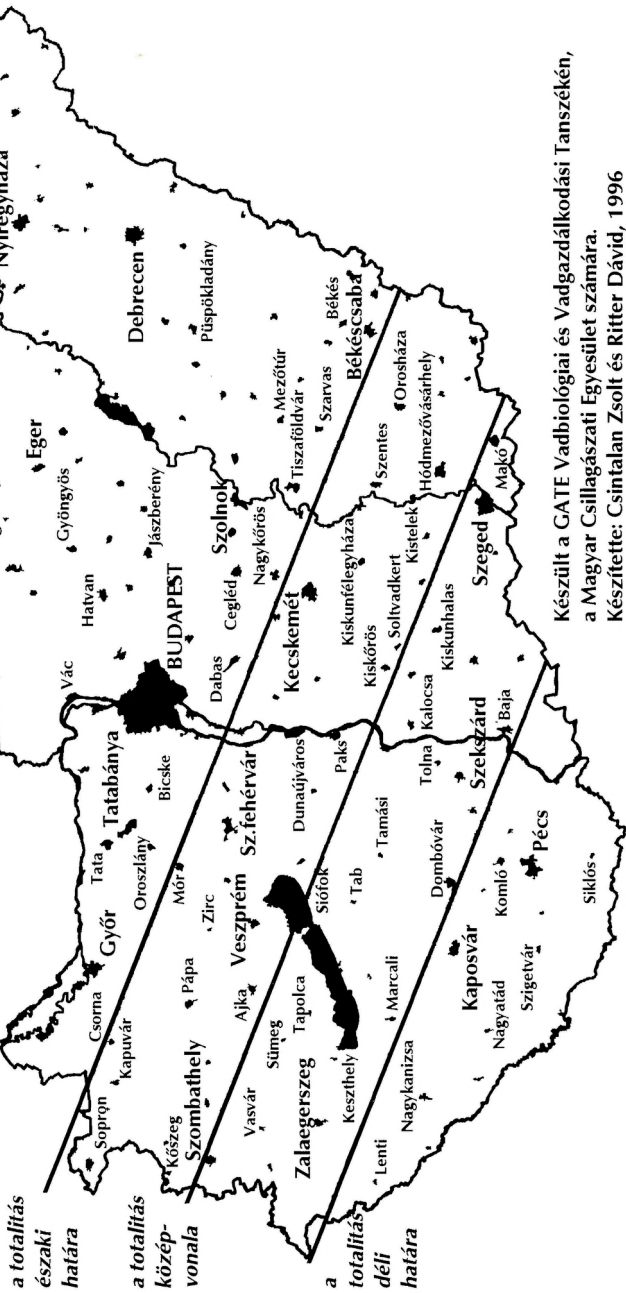 Nyíregyháza
Debrecen
Püspökladány
Eger
Gyöngyös
Hatvan
Jászberény
Vác
BUDAPEST
Szolnok
Cegléd
Nagykőrös
Dabas
Mezőtúr
Tiszaföldvár
Szarvas
Békés
Békéscsaba
Orosháza
Szentes
Hódmezővásárhely
Makó
Szeged
Kistelek
Kiskunfélegyháza
Kecskemét
Kiskőrös
Soltvadkert
Kiskunhalas
Kalocsa
Baja
Tata
Tatabánya
Bicske
Oroszlány
Győr
Mór
Zirc
Sz.fehérvár
Dunaújváros
Paks
Veszprém
Siófok
Tab
Tamási
Tolna
Szekszárd
Dombóvár
Komló
Pécs
Siklós
Kaposvár
Szigetvár
Nagyatád
Marcali
Csorna
Kapuvár
Sopron
Pápa
Ajka
Kőszeg
Szombathely
Sümeg
Tapolca
Vasvár
Keszthely
Zalaegerszeg
Nagykanizsa
Lenti
a totalitás
északi
határa
a totalitás
közép-
vonala
a
totalitás
déli
határa
Készült a GATE Vadbiológiai és Vadgazdálkodási Tanszékén,
a Magyar Csillagászati Egyesület számára.
Készítette: Csintalan Zsolt és Ritter Dávid, 1996